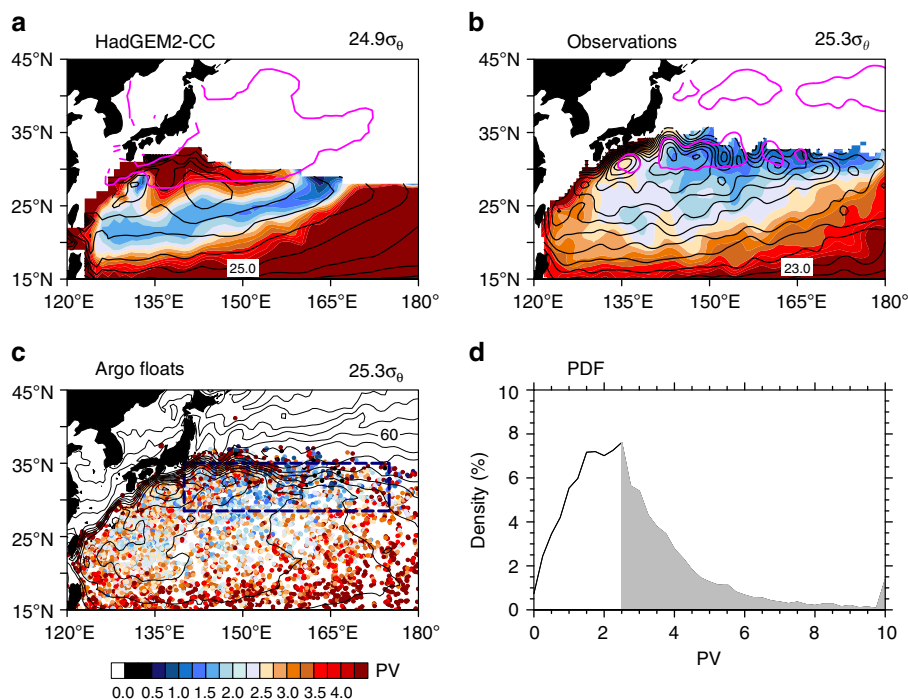 a
HadGEM2-CC 24.9σθ
45°N
35°N
25°N
15°N
25.0
120°E 135°E 150°E 165°E 180°
b
Observations 25.3σθ
45°N
35°N
25°N
15°N
23.0
120°E 135°E 150°E 165°E 180°
c
Argo floats 25.3σθ
45°N
35°N
25°N
15°N
60
120°E 135°E 150°E 165°E 180°
0.0 0.5 1.0 1.5 2.0 2.5 3.0 3.5 4.0 PV
d
PDF
Density (%)
10
8
6
4
2
0
0 2 4 6 8 10
PV